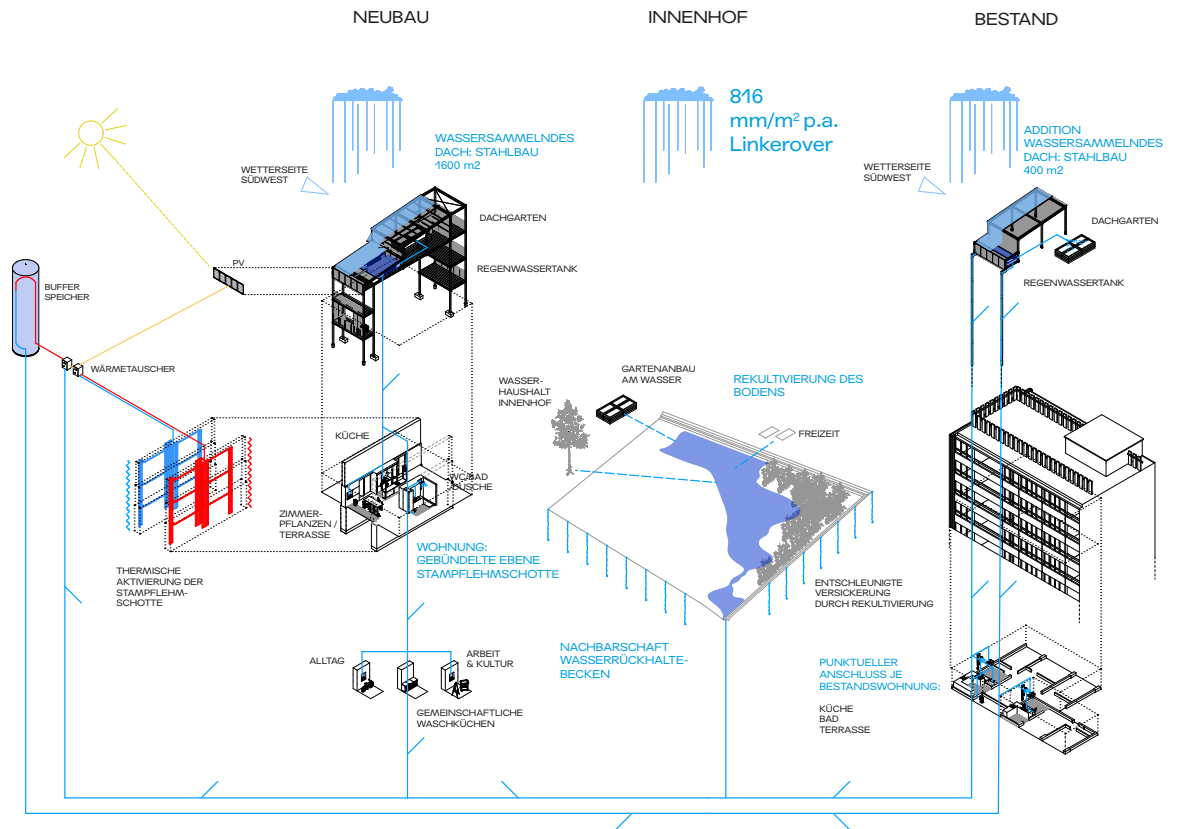 NEUBAU
INNENHOF
BESTAND
816
mm/m² p.a.
Linkerover
WASSERSAMMELNDES
DACH: STAHLBAU
1600 m2
ADDITION
WASSERSAMMELNDES
DACH: STAHLBAU
400 m2
WETTERSEITE
SÜDWEST
WETTERSEITE
SÜDWEST
DACHGARTEN
DACHGARTEN
PV
REGENWASSERTANK
REGENWASSERTANK
BUFFER
SPEICHER
WÄRMETAUSCHER
GARTENANBAU
AM WASSER
WASSER-
HAUSHALT
INNENHOF
REKULTIVIERUNG DES
BODENS
FREIZEIT
KÜCHE
WC/BAD
DUSCHE
ZIMMER-
PFLANZEN /
TERRASSE
WOHNUNG:
GEBÜNDELTE EBENE
STAMPFLEHMSCHOTTE
THERMISCHE
AKTIVIERUNG DER
STAMPFLEHM-
SCHOTTE
ENTSCHLEUNIGTE
VERSICKERUNG
DURCH REKULTIVIERUNG
NACHBARSCHAFT
WASSERRÜCKHALTE-
BECKEN
ALLTAG
ARBEIT
& KULTUR
GEMEINSCHAFTLICHE
WASCHKÜCHEN
PUNKTUELLER
ANSCHLUSS JE
BESTANDSWOHNUNG:
KÜCHE
BAD
TERRASSE